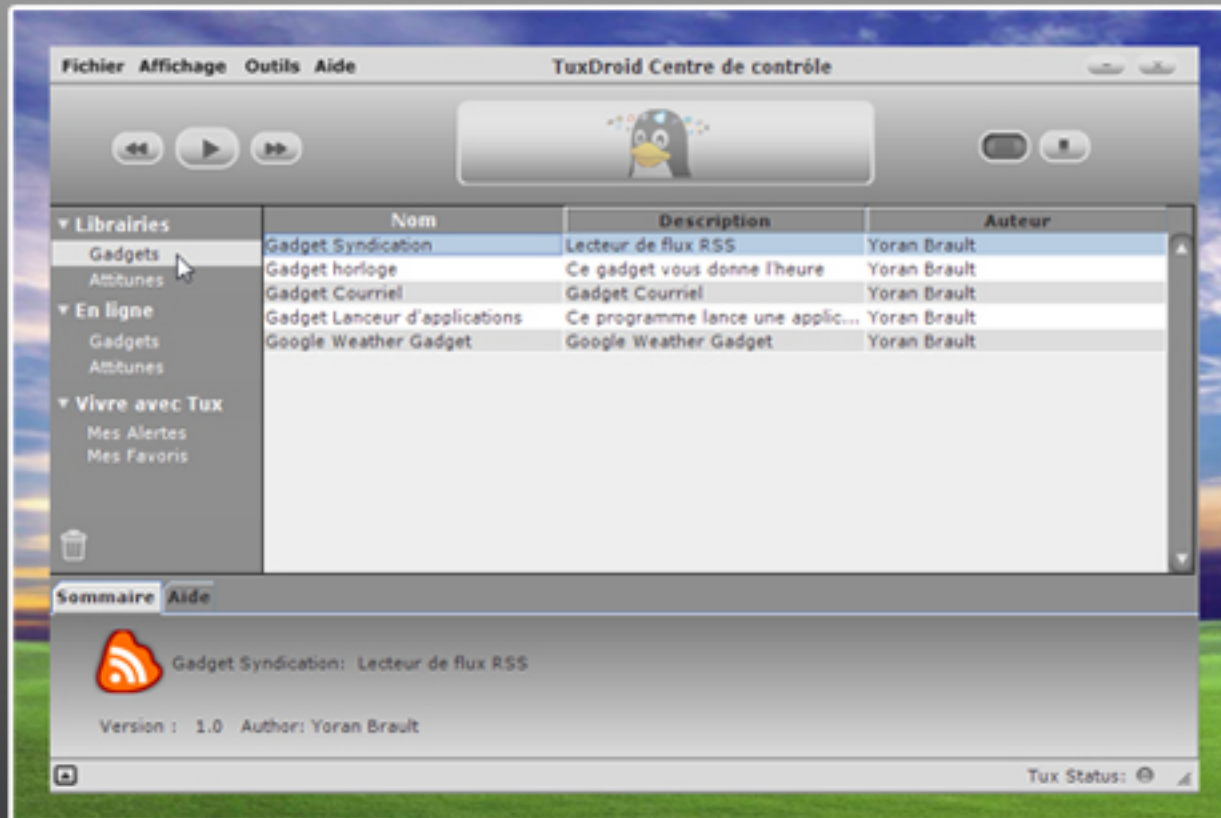 Fichier Affichage Outils Aide TuxDroid Centre de contrôle
Librairies
Gadgets
Attitunes
En ligne
Gadgets
Attitunes
Vivre avec Tux
Mes Alertes
Mes Favoris
Nom Description Auteur
Gadget Syndication Lecteur de flux RSS Yoran Brault
Gadget horloge Ce gadget vous donne l'heure Yoran Brault
Gadget Courriel Gadget Courriel Yoran Brault
Gadget Lanceur d'applications Ce programme lance une applic... Yoran Brault
Google Weather Gadget Google Weather Gadget Yoran Brault
Sommaire Aide
Gadget Syndication: Lecteur de flux RSS
Version : 1.0 Author: Yoran Brault
Tux Status: